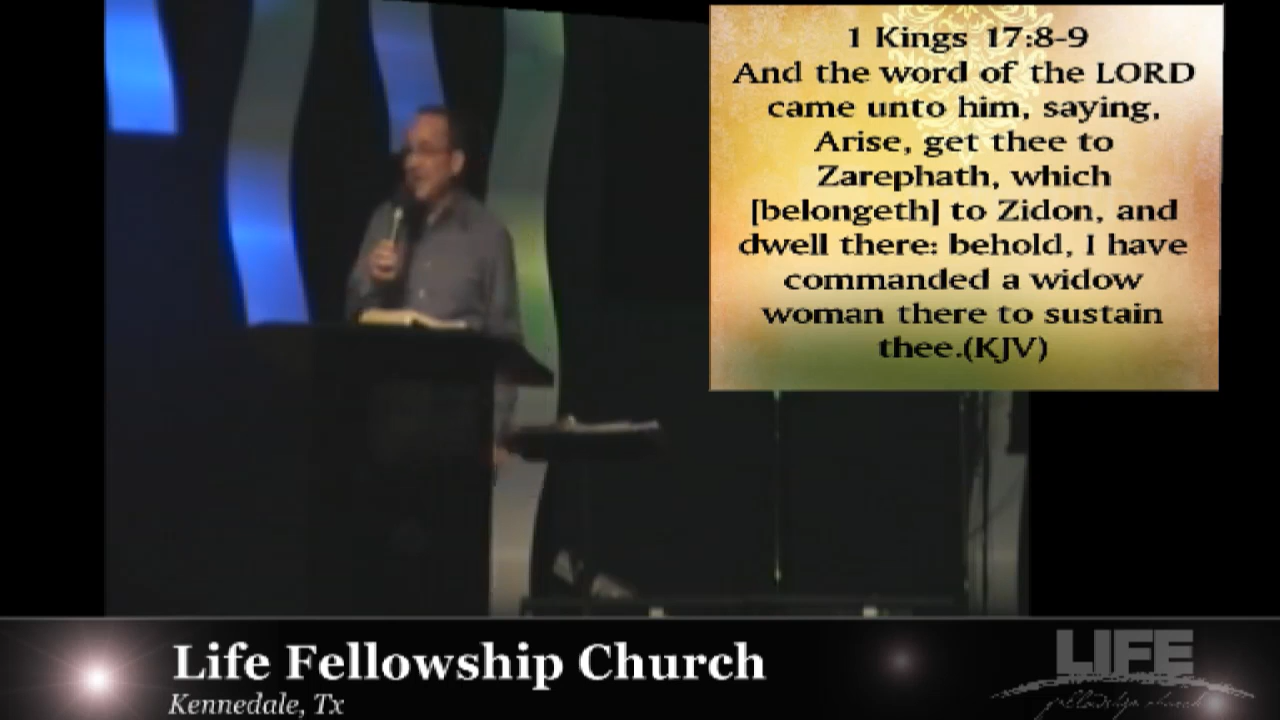 1 Kings 17:8-9
And the word of the LORD
came unto him, saying,
Arise, get thee to
Zarephath, which
[belongeth] to Zidon, and
dwell there: behold, I have
commanded a widow
woman there to sustain
thee.(KJV)
Life Fellowship Church
Kennedale, Tx
LIFE
fellowship church